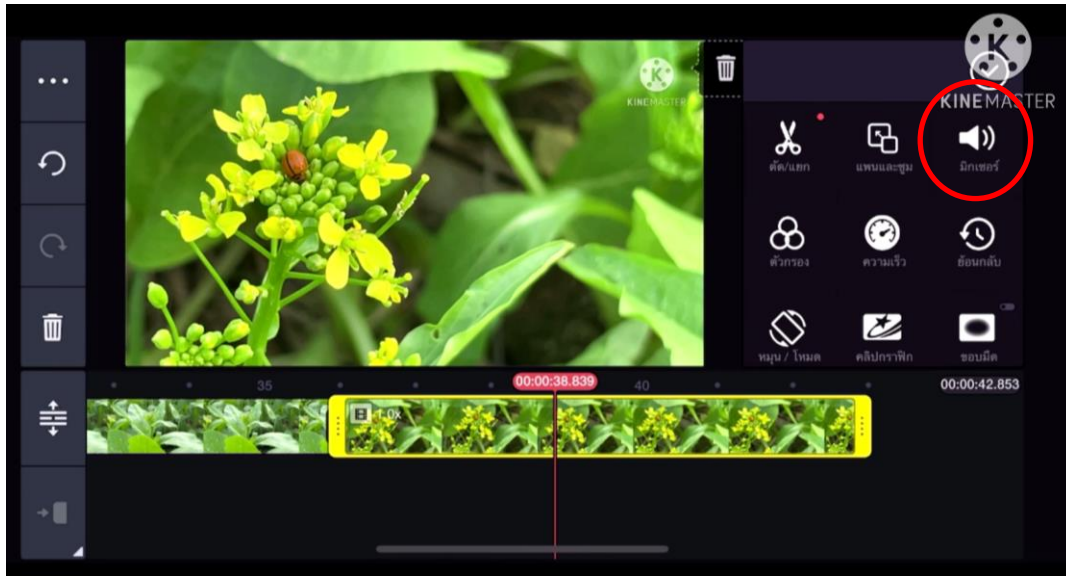 K
KINEMASTER
K
KINEMASTER
ตัด/แยก
แพนและซูม
มิกเซอร์
ตัวกรอง
ความเร็ว
ย้อนกลับ
หมุน / โหมด
คลิปกราฟิก
ขอบมืด
35
00:00:38.839
40
00:00:42.853
1.0x